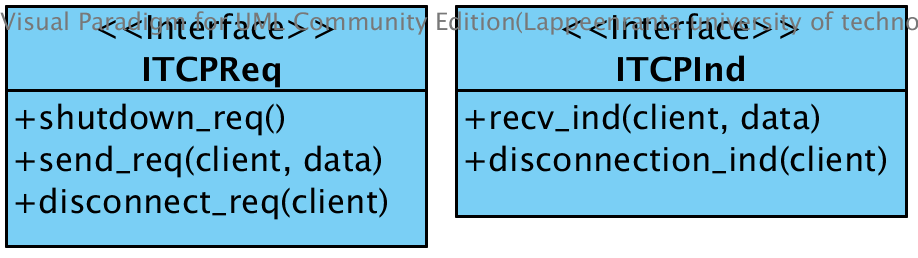 Visual Paradigm for UML Community Edition(Lappeenranta university of techno
<<Interface>>
ITCPReq
+shutdown_req()
+send_req(client, data)
+disconnect_req(client)
<<Interface>>
ITCPInd
+recv_ind(client, data)
+disconnection_ind(client)